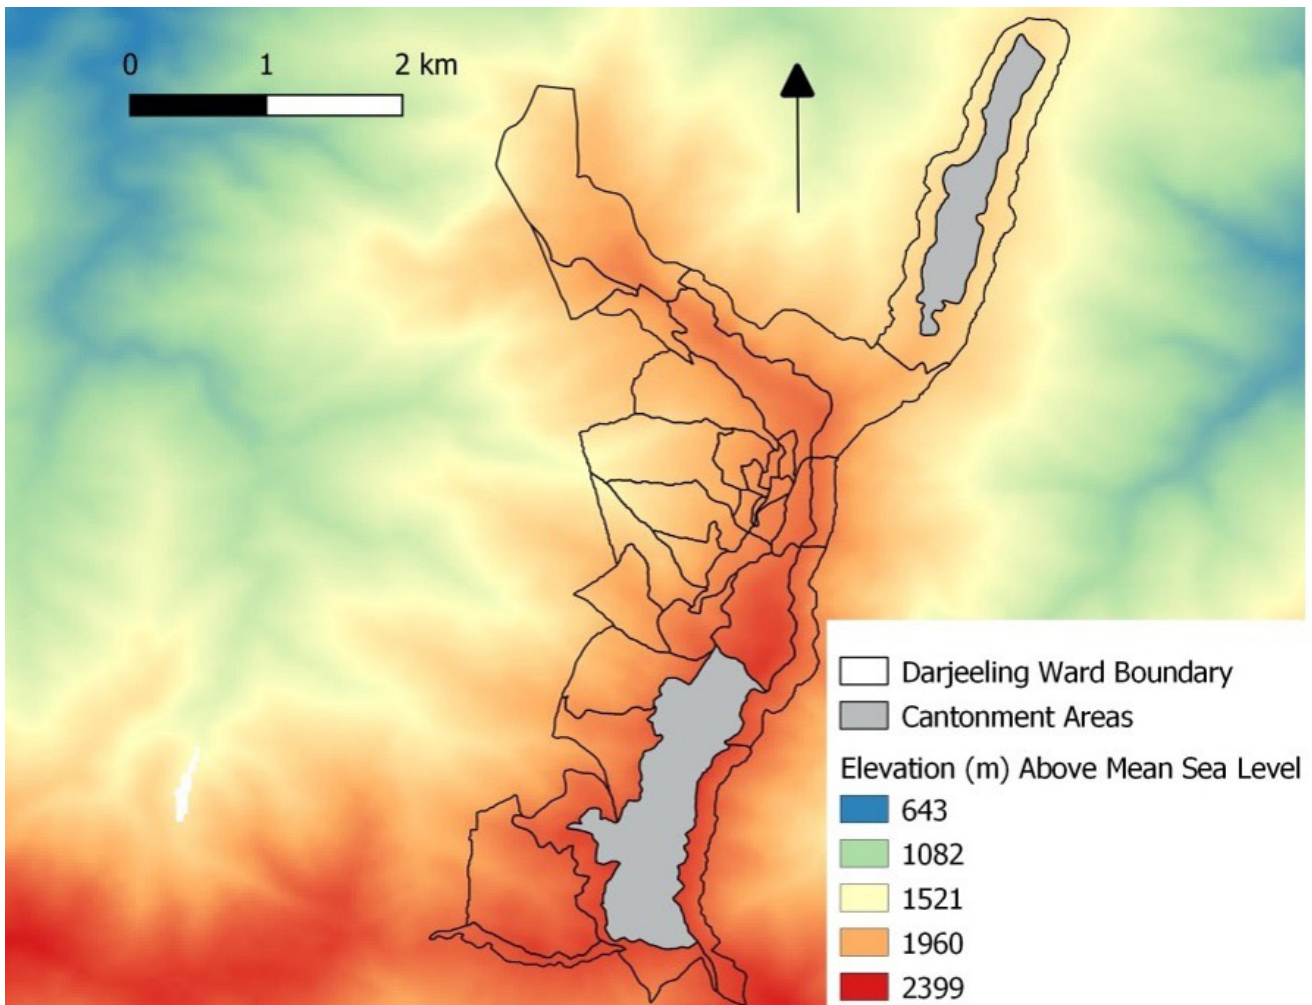 0 1 2 km
Darjeeling Ward Boundary
Cantonment Areas
Elevation (m) Above Mean Sea Level
643
1082
1521
1960
2399